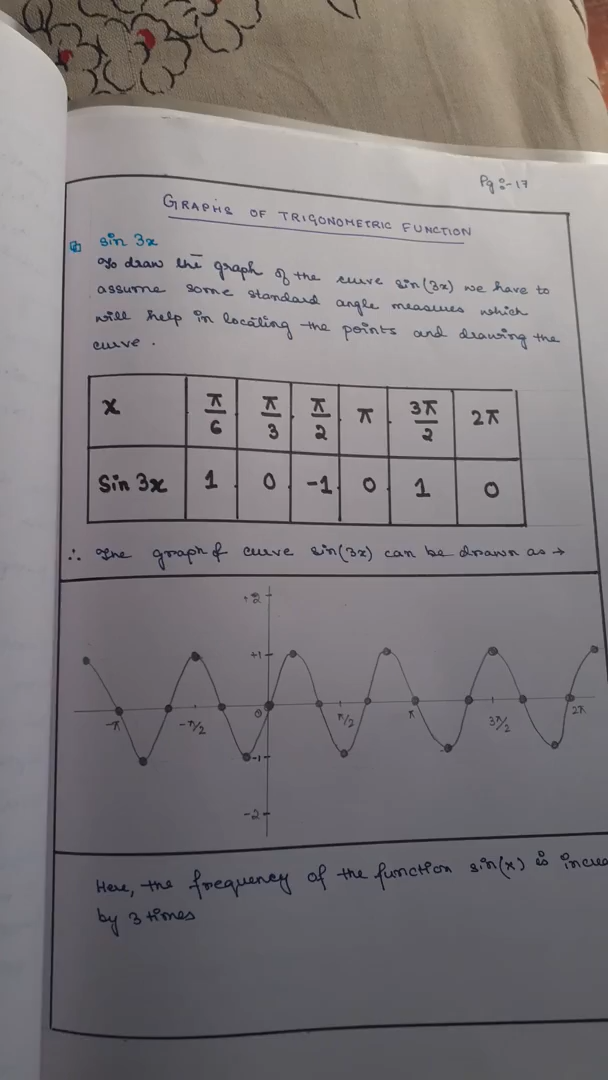 Pg :- 17
GRAPHS OF TRIGONOMETRIC FUNCTION
sin 3x
To draw the graph of the curve sin(3x) we have to
assume some standard angle measures which
will help in locating the points and drawing the
curve.
x π/6 π/3 π/2 π 3π/2 2π
Sin 3x 1 0 -1 0 1 0
∴ The graph of curve sin(3x) can be drawn as →
+2
+1
-π -π/2 0 π/2 π 3π/2 2π
-1
-2
Here, the frequency of the function sin(x) is increa
by 3 times